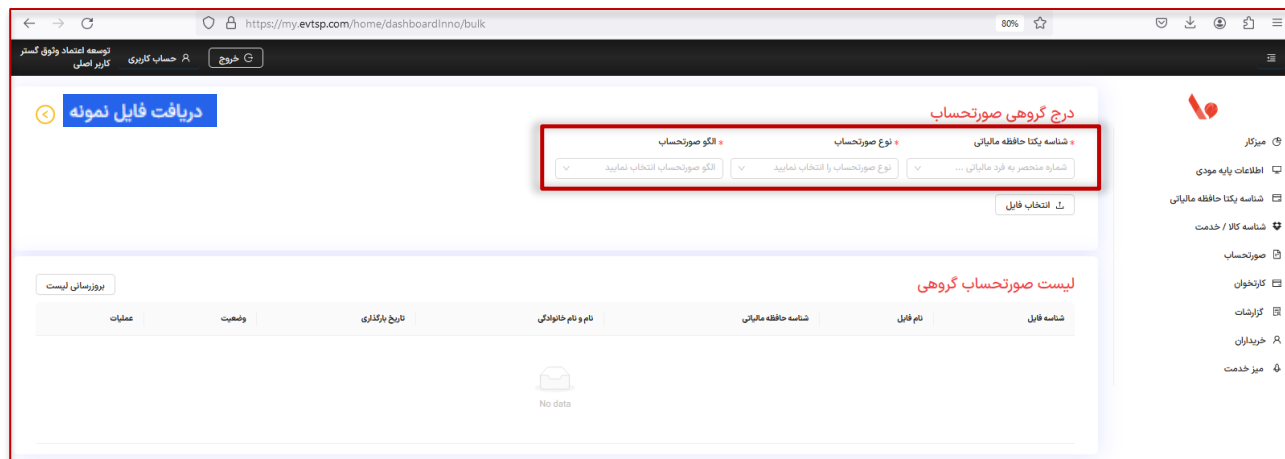 https://my.evtsp.com/home/dashboardInno/bulk
80%
توسعه اعتماد وثوق گستر
کاربر اصلی
حساب کاربری
خروج
میزکار
اطلاعات پایه مودی
شناسه یکتا حافظه مالیاتی
شناسه کالا / خدمت
صورتحساب
کارتخوان
گزارشات
خریداران
میز خدمت
درج گروهی صورتحساب
دریافت فایل نمونه
* شناسه یکتا حافظه مالیاتی
* نوع صورتحساب
* الگو صورتحساب
شماره منحصر به فرد مالیاتی ...
نوع صورتحساب را انتخاب نمایید
الگو صورتحساب انتخاب نمایید
انتخاب فایل
لیست صورتحساب گروهی
بروزرسانی لیست
شناسه فایل
نام فایل
شناسه حافظه مالیاتی
نام و نام خانوادگی
تاریخ بارگذاری
وضعیت
عملیات
No data